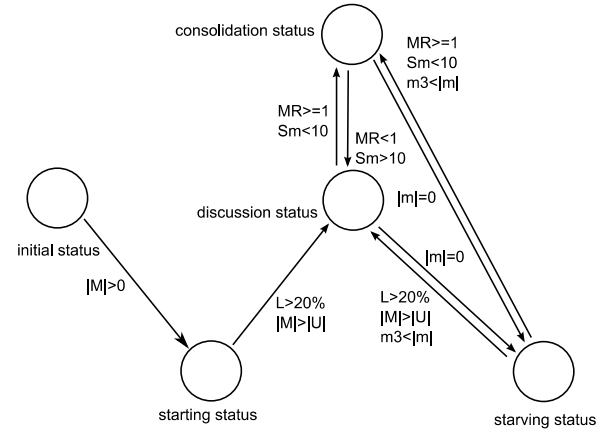 consolidation status
MR>=1
Sm<10
m3<|m|
MR>=1
Sm<10
MR<1
Sm>10
|m|=0
discussion status
initial status
|m|=0
|M|>0
L>20%
|M|>|U|
L>20%
|M|>|U|
m3<|m|
starting status
starving status